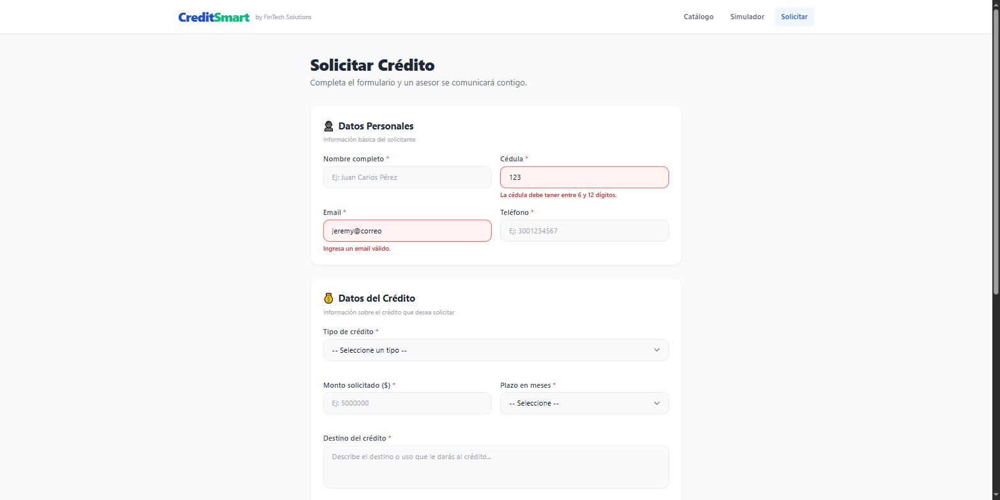 CreditSmart by FinTech Solutions
Catálogo Simulador Solicitar
Solicitar Crédito
Completa el formulario y un asesor se comunicará contigo.
Datos Personales
Información básica del solicitante
Nombre completo * Cédula *
Ej: Juan Carlos Pérez 123
La cédula debe tener entre 6 y 12 dígitos.
Email * Teléfono *
jeremy@correo Ej: 3001234567
Ingresa un email válido.
Datos del Crédito
Información sobre el crédito que desea solicitar
Tipo de crédito *
-- Seleccione un tipo --
Monto solicitado ($) * Plazo en meses *
Ej: 5000000 -- Seleccione --
Destino del crédito *
Describe el destino o uso que le darás al crédito...